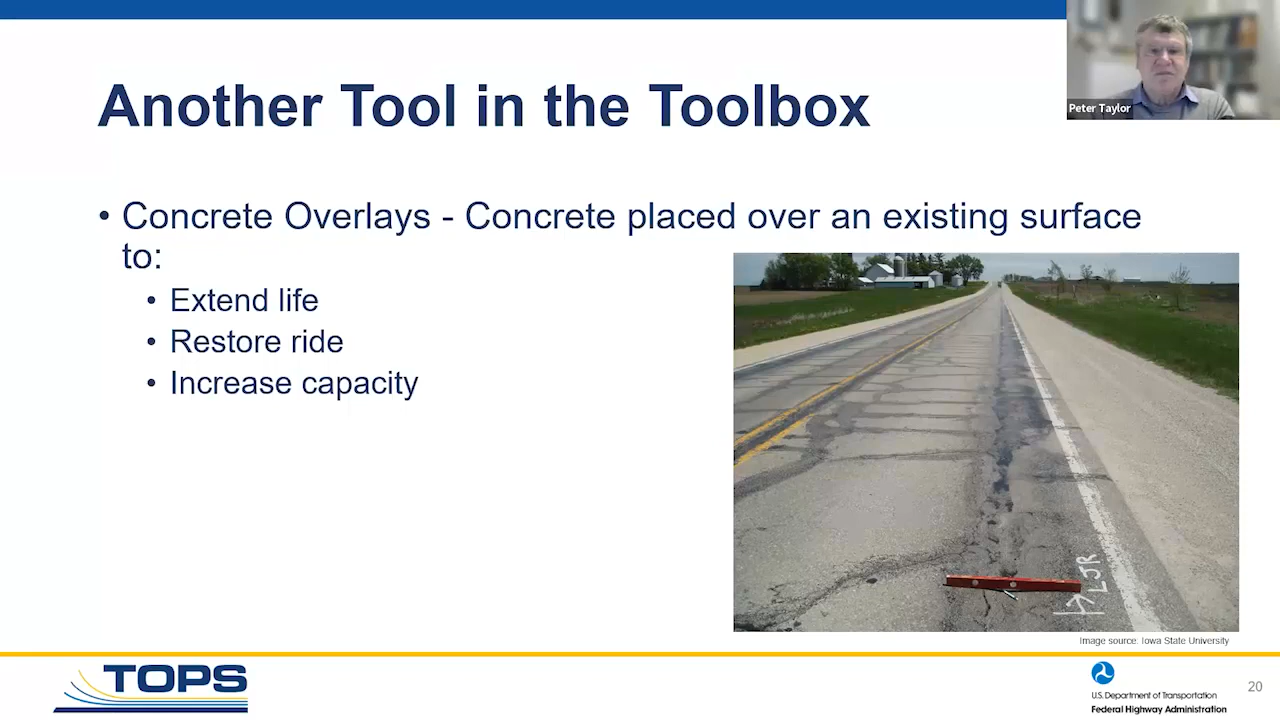 Another Tool in the Toolbox
Peter Taylor
• Concrete Overlays - Concrete placed over an existing surface
to:
• Extend life
• Restore ride
• Increase capacity
LJR
Image source: Iowa State University
TOPS
U.S. Department of Transportation
Federal Highway Administration
20